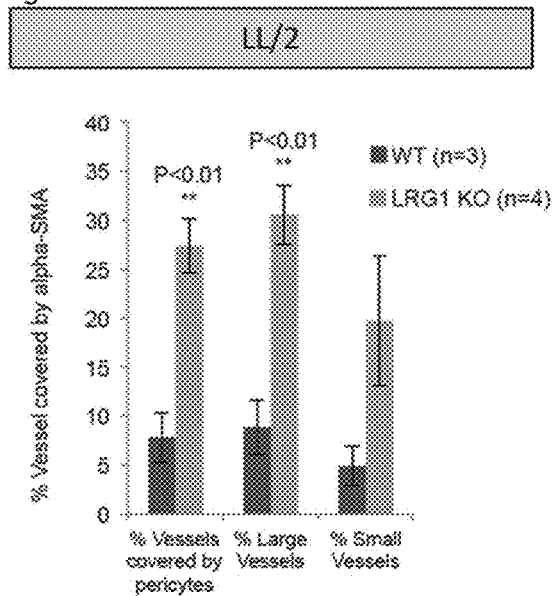 LL/2
% Vessel covered by alpha-SMA
40
35
30
25
20
15
10
5
0
P<0.01
**
P<0.01
**
WT (n=3)
LRG1 KO (n=4)
% Vessels
covered by
pericytes
% Large
Vessels
% Small
Vessels